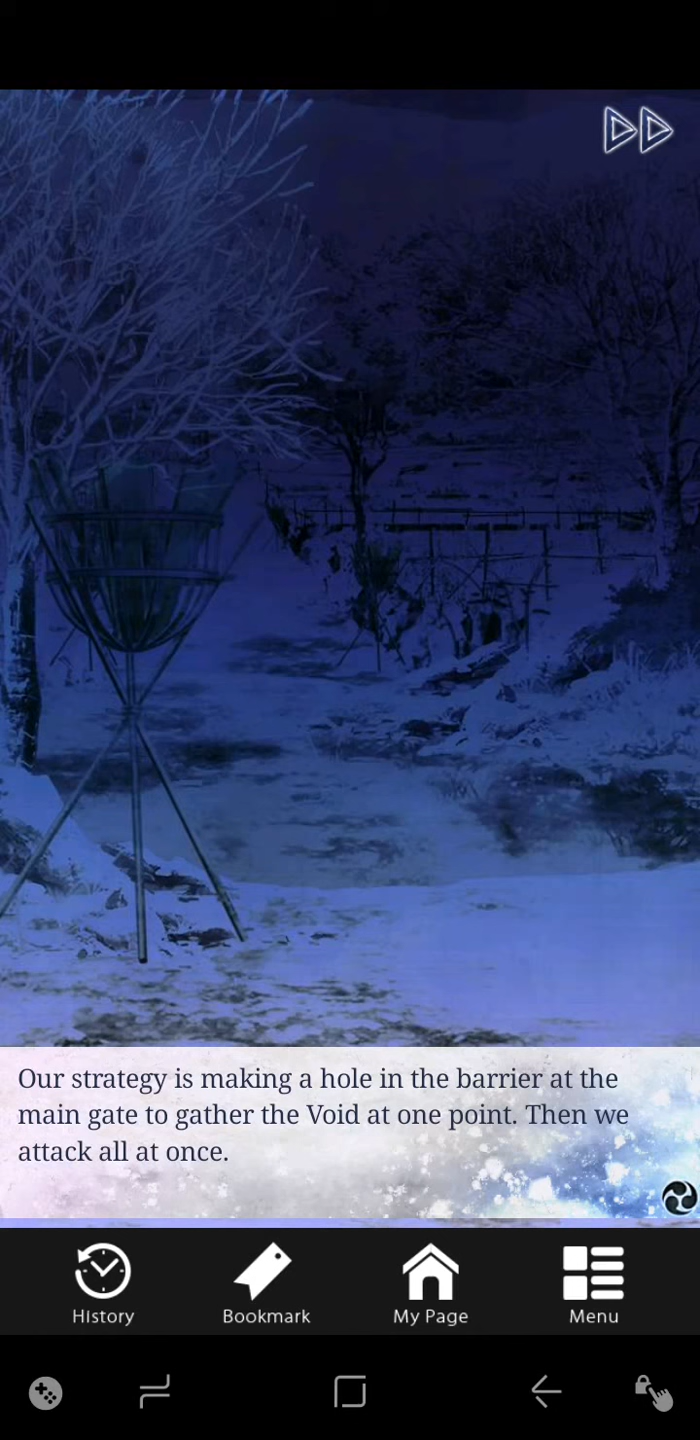 Our strategy is making a hole in the barrier at the
main gate to gather the Void at one point. Then we
attack all at once.
History
Bookmark
My Page
Menu